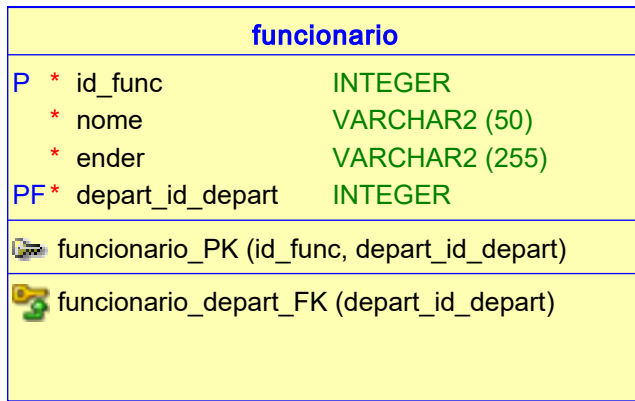 funcionario
P * id_func INTEGER
* nome VARCHAR2 (50)
* ender VARCHAR2 (255)
PF* depart_id_depart INTEGER
funcionario_PK (id_func, depart_id_depart)
funcionario_depart_FK (depart_id_depart)